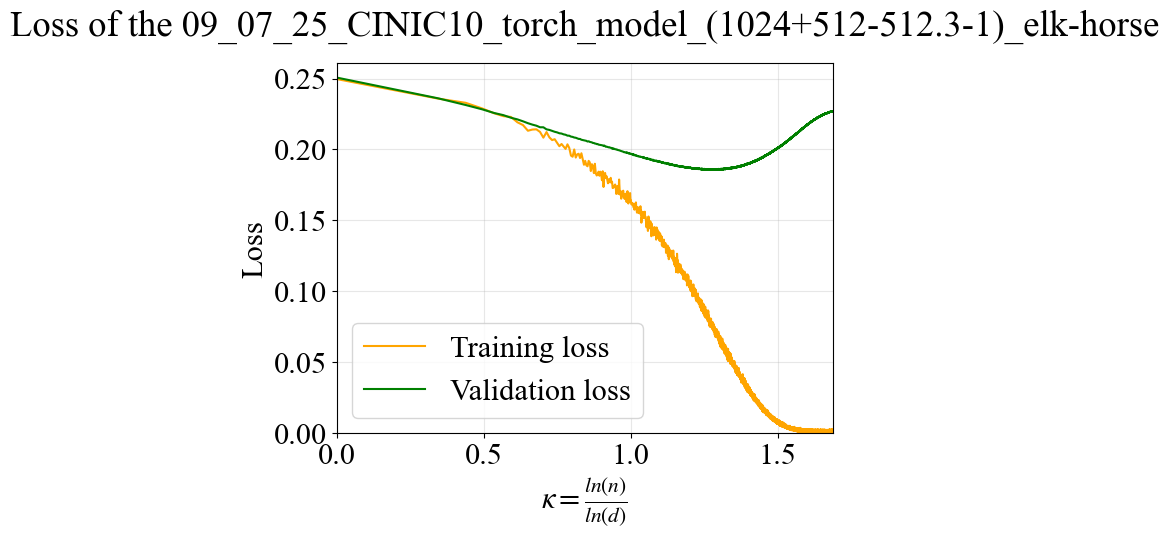 Loss of the 09_07_25_CINIC10_torch_model_(1024+512-512.3-1)_elk-horse
0.25
0.20
0.15
0.10
0.05
0.00
Loss
Training loss
Validation loss
0.0 0.5 1.0 1.5
κ = ln(n)/ln(d)